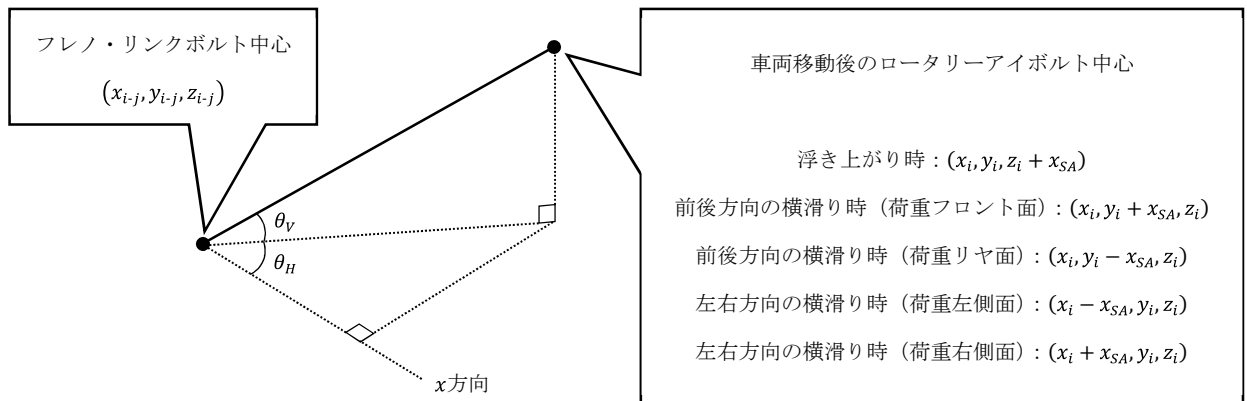 フレノ・リンクボルト中心
(x_{i-j}, y_{i-j}, z_{i-j})
車両移動後のロータリーアイボルト中心
浮き上がり時：(x_i, y_i, z_i + x_{SA})
前後方向の横滑り時（荷重フロント面）：(x_i, y_i + x_{SA}, z_i)
前後方向の横滑り時（荷重リヤ面）：(x_i, y_i − x_{SA}, z_i)
左右方向の横滑り時（荷重左側面）：(x_i − x_{SA}, y_i, z_i)
左右方向の横滑り時（荷重右側面）：(x_i + x_{SA}, y_i, z_i)
θ_V
θ_H
x方向